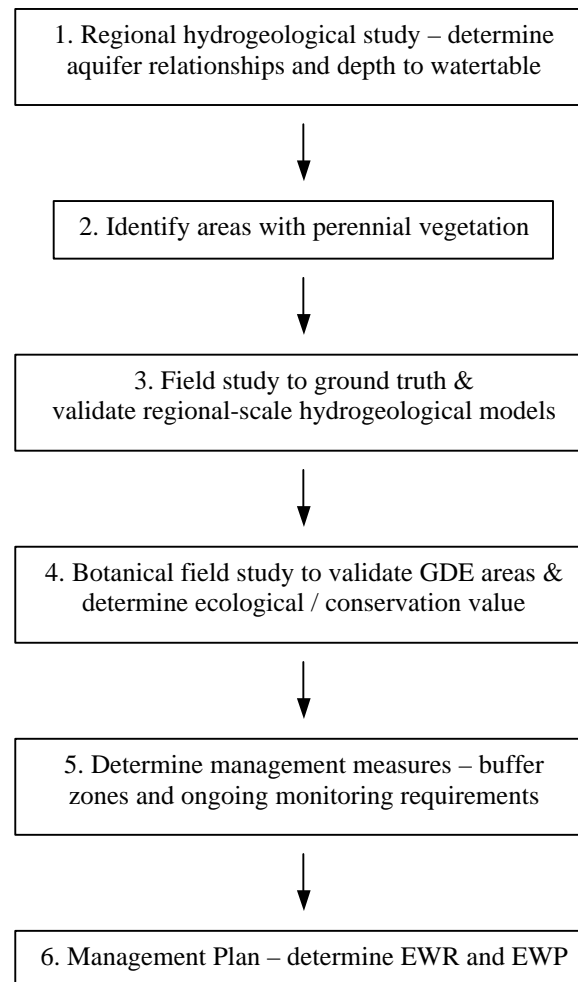 1. Regional hydrogeological study – determine
aquifer relationships and depth to watertable
2. Identify areas with perennial vegetation
3. Field study to ground truth &
validate regional-scale hydrogeological models
4. Botanical field study to validate GDE areas &
determine ecological / conservation value
5. Determine management measures – buffer
zones and ongoing monitoring requirements
6. Management Plan – determine EWR and EWP